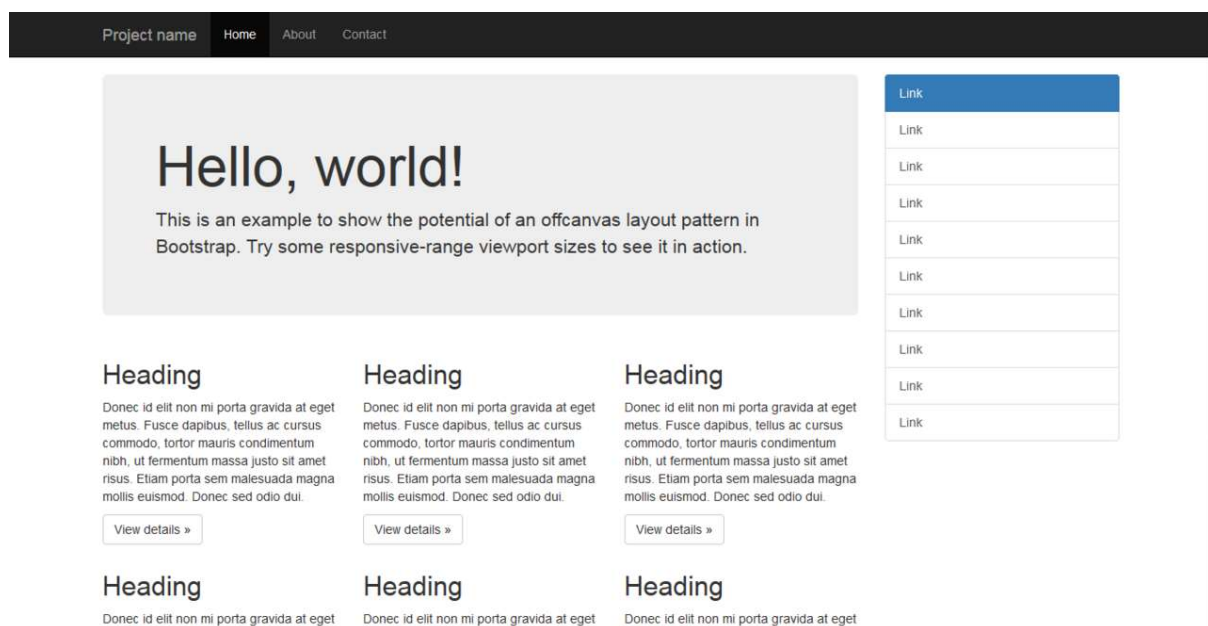 Project name Home About Contact
Hello, world!
This is an example to show the potential of an offcanvas layout pattern in
Bootstrap. Try some responsive-range viewport sizes to see it in action.
Heading
Donec id elit non mi porta gravida at eget
metus. Fusce dapibus, tellus ac cursus
commodo, tortor mauris condimentum
nibh, ut fermentum massa justo sit amet
risus. Etiam porta sem malesuada magna
mollis euismod. Donec sed odio dui.
View details »
Heading
Donec id elit non mi porta gravida at eget
metus. Fusce dapibus, tellus ac cursus
commodo, tortor mauris condimentum
nibh, ut fermentum massa justo sit amet
risus. Etiam porta sem malesuada magna
mollis euismod. Donec sed odio dui.
View details »
Heading
Donec id elit non mi porta gravida at eget
metus. Fusce dapibus, tellus ac cursus
commodo, tortor mauris condimentum
nibh, ut fermentum massa justo sit amet
risus. Etiam porta sem malesuada magna
mollis euismod. Donec sed odio dui.
View details »
Heading
Donec id elit non mi porta gravida at eget
Heading
Donec id elit non mi porta gravida at eget
Heading
Donec id elit non mi porta gravida at eget
Link
Link
Link
Link
Link
Link
Link
Link
Link
Link